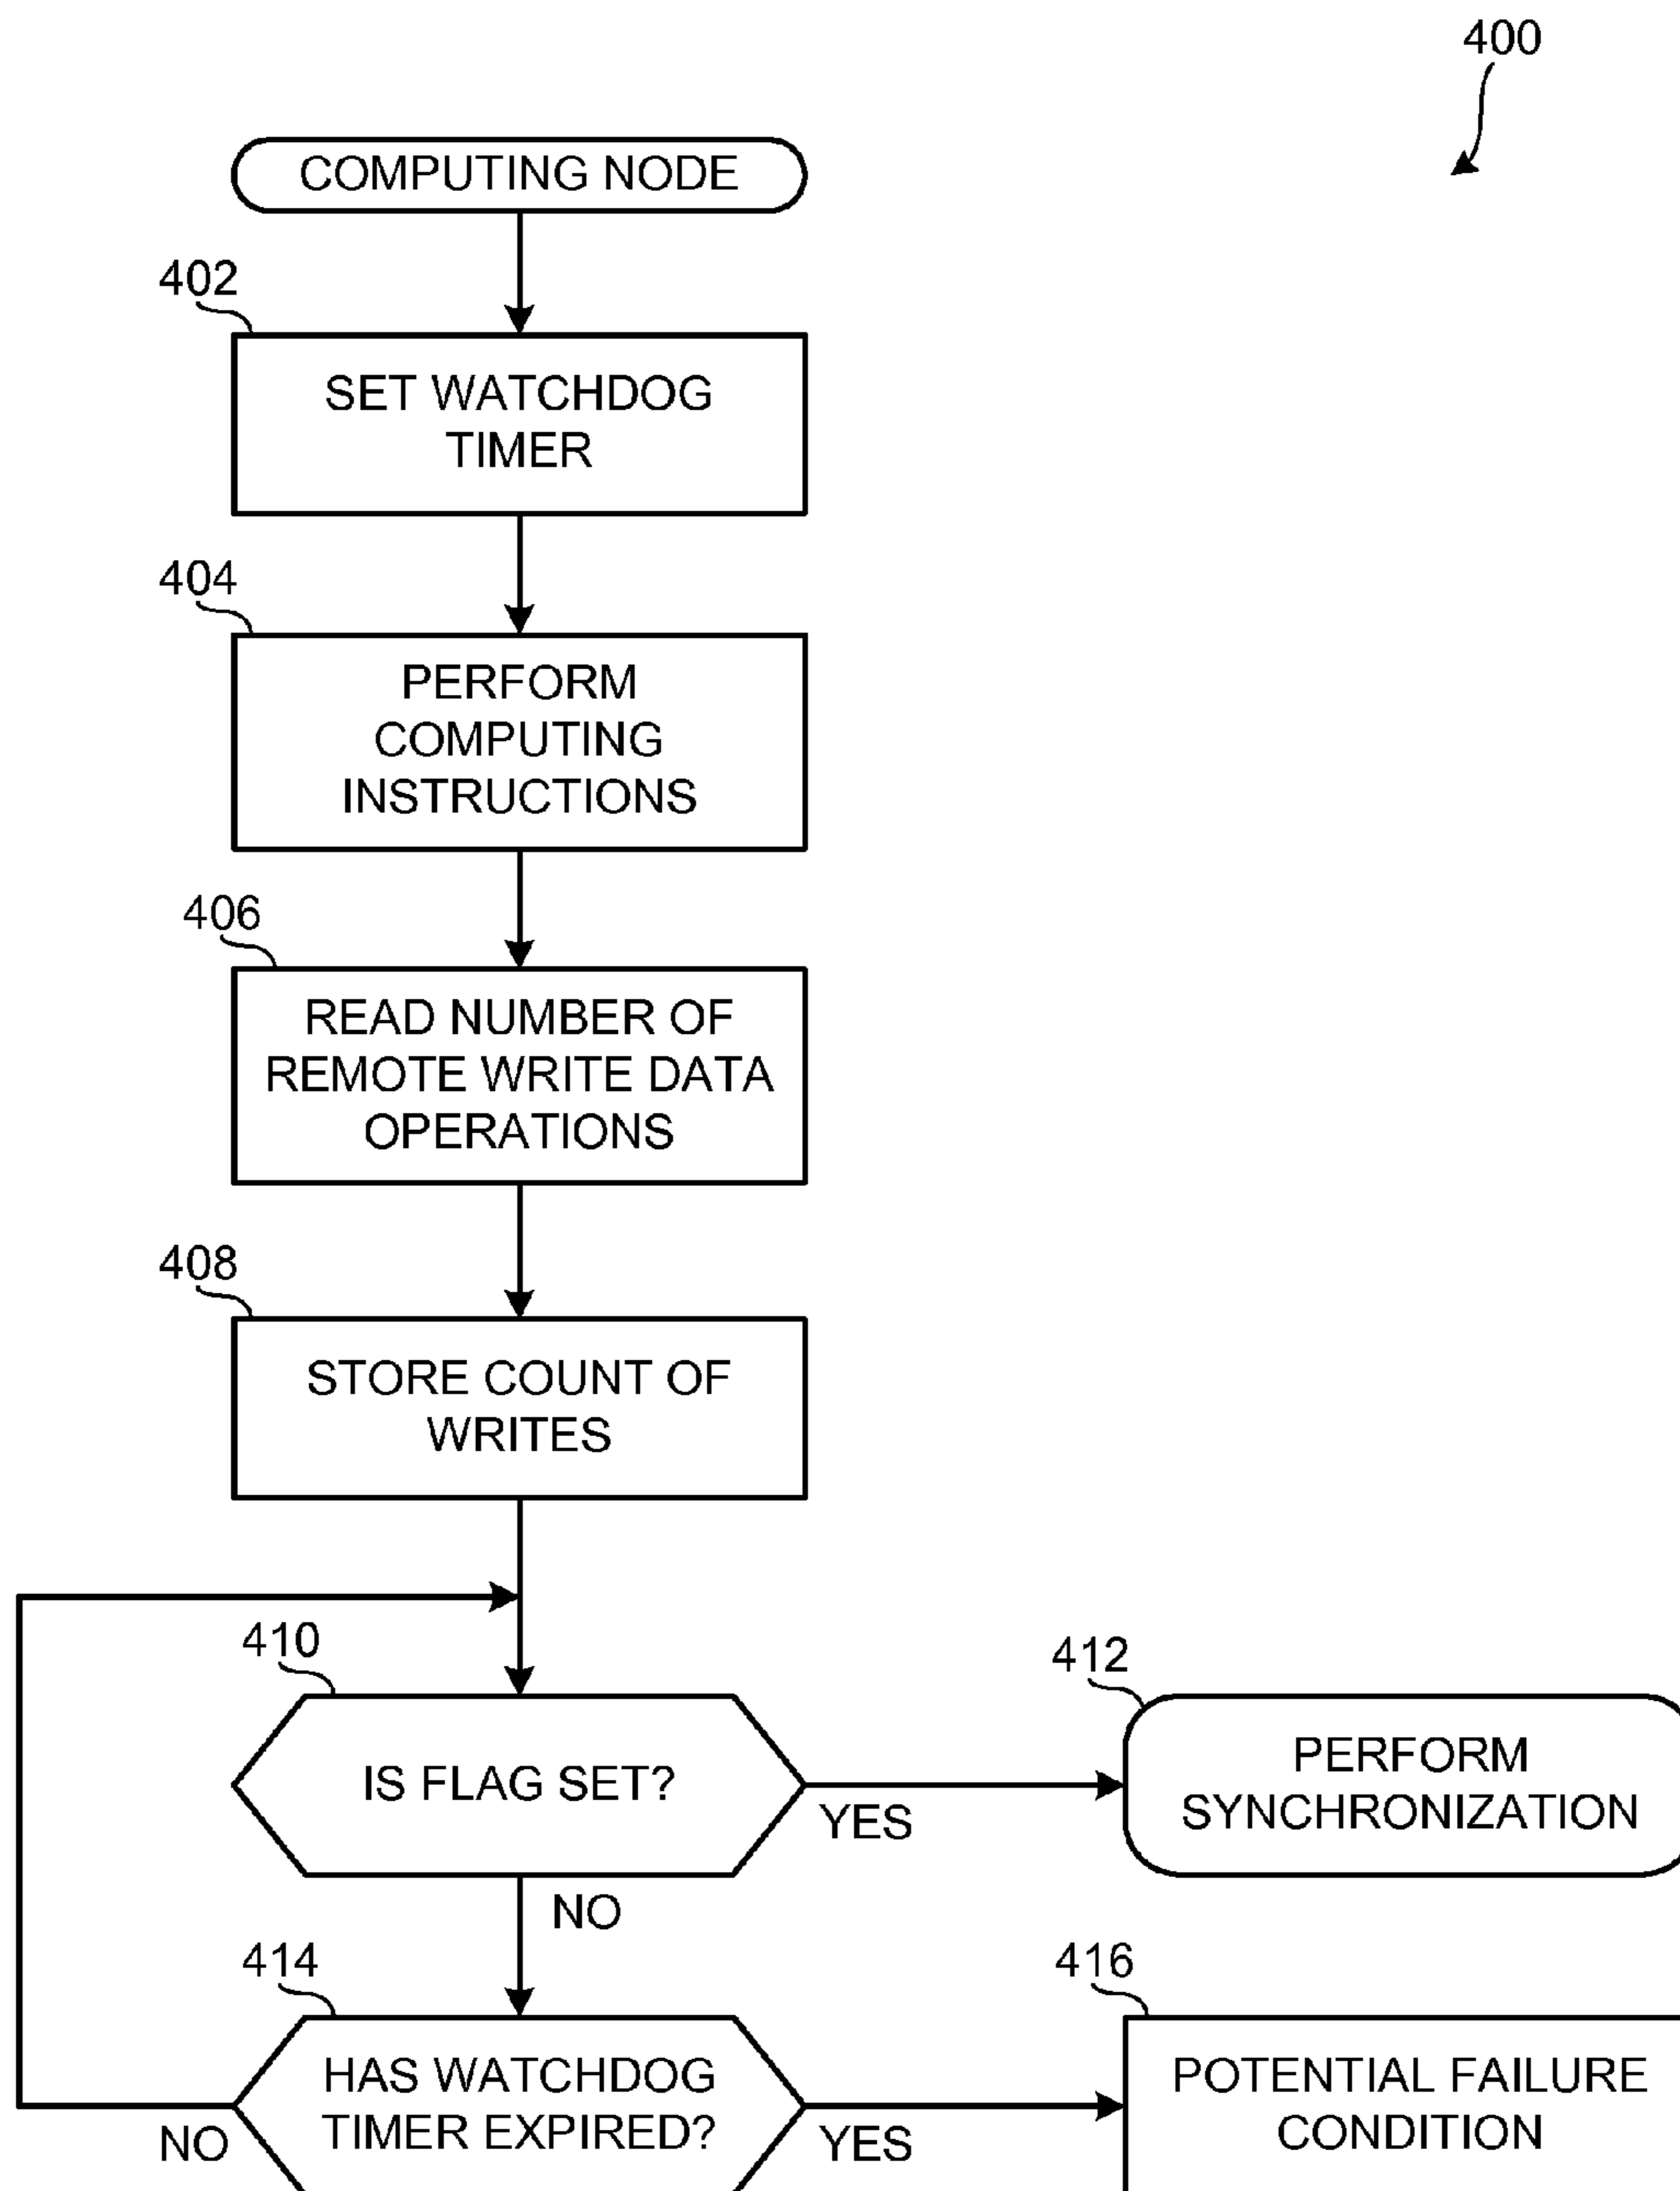 400
COMPUTING NODE
402
SET WATCHDOG
TIMER
404
PERFORM
COMPUTING
INSTRUCTIONS
406
READ NUMBER OF
REMOTE WRITE DATA
OPERATIONS
408
STORE COUNT OF
WRITES
410
IS FLAG SET?
YES
NO
412
PERFORM
SYNCHRONIZATION
414
HAS WATCHDOG
TIMER EXPIRED?
NO
YES
416
POTENTIAL FAILURE
CONDITION